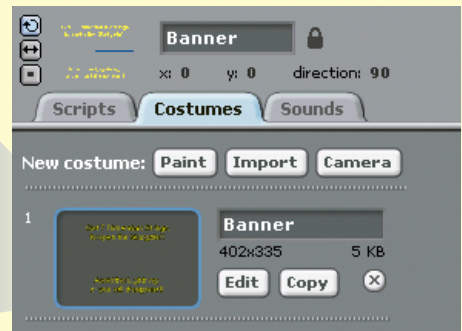 Banner
x: 0 y: 0 direction: 90
Scripts Costumes Sounds
New costume: Paint Import Camera
1
Banner
402x335 5 KB
Edit Copy